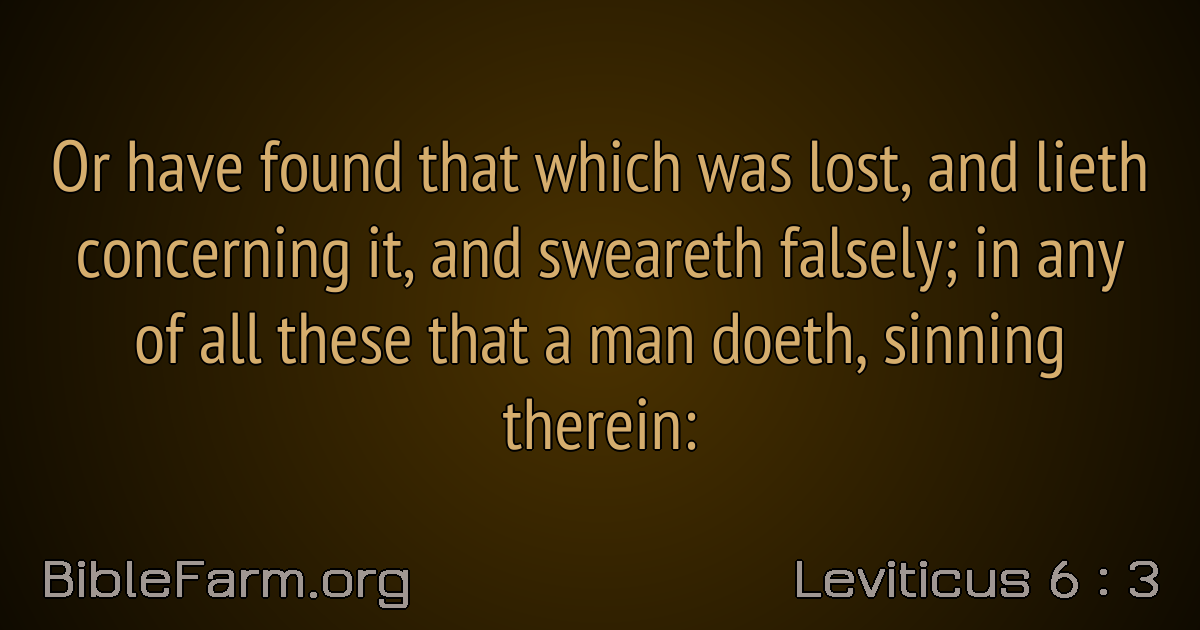 Or have found that which was lost, and lieth
concerning it, and sweareth falsely; in any
of all these that a man doeth, sinning
therein:
BibleFarm.org
Leviticus 6 : 3